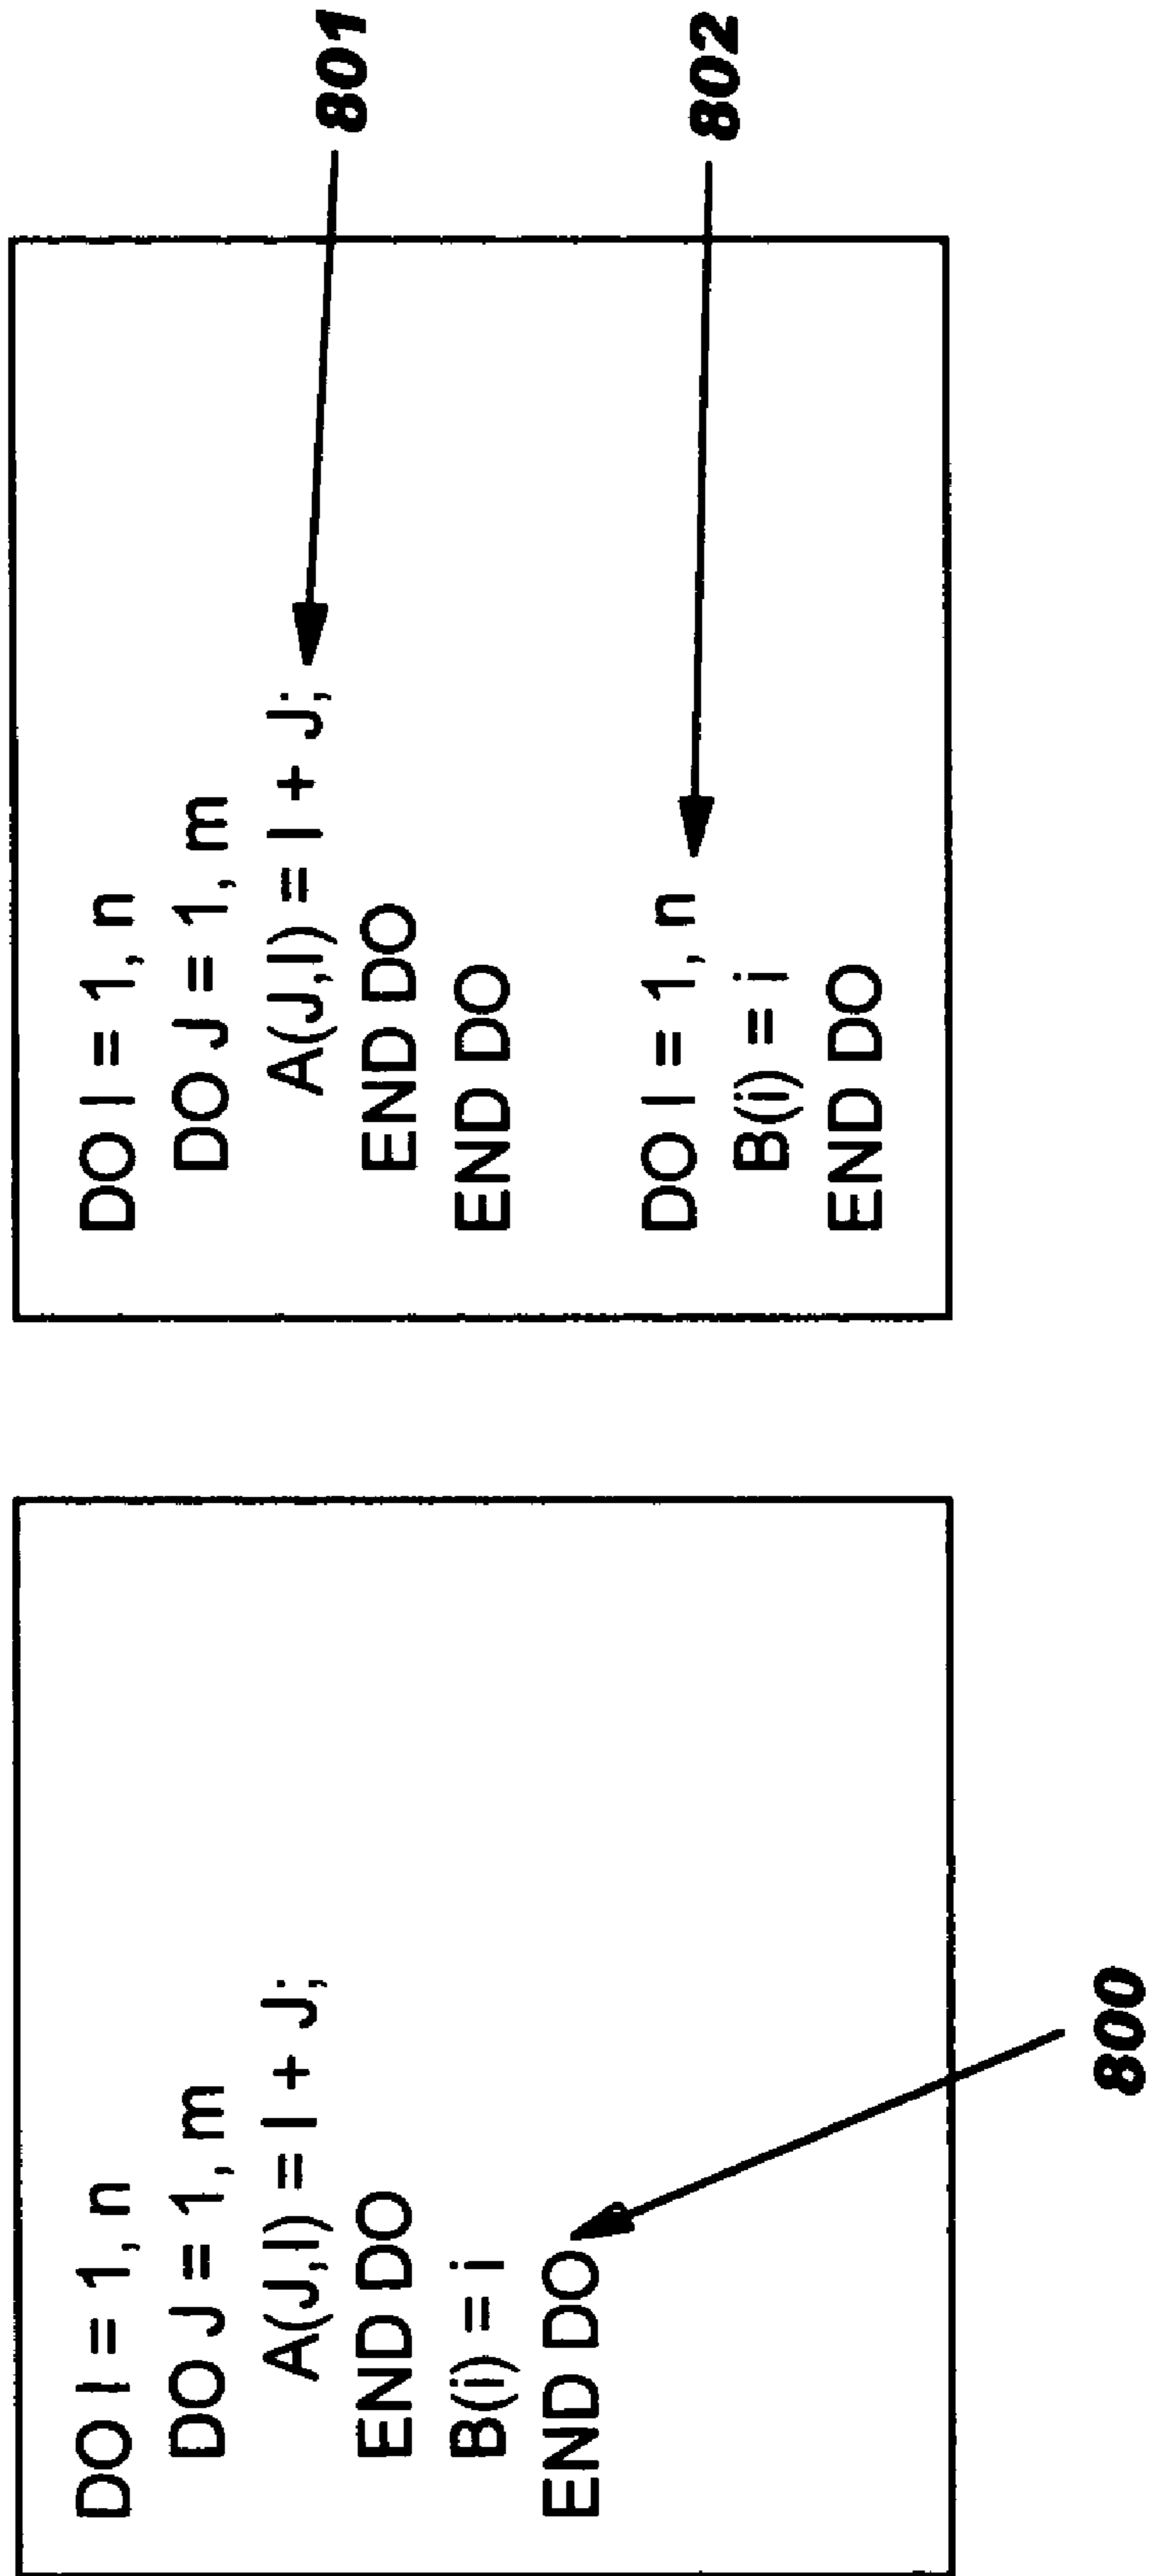 DO I = 1, n
DO J = 1, m
A(J,I) = I + J;
END DO
B(i) = i
END DO
800
DO I = 1, n
DO J = 1, m
A(J,I) = I + J;
END DO
END DO
DO I = 1, n
B(i) = i
END DO
801
802